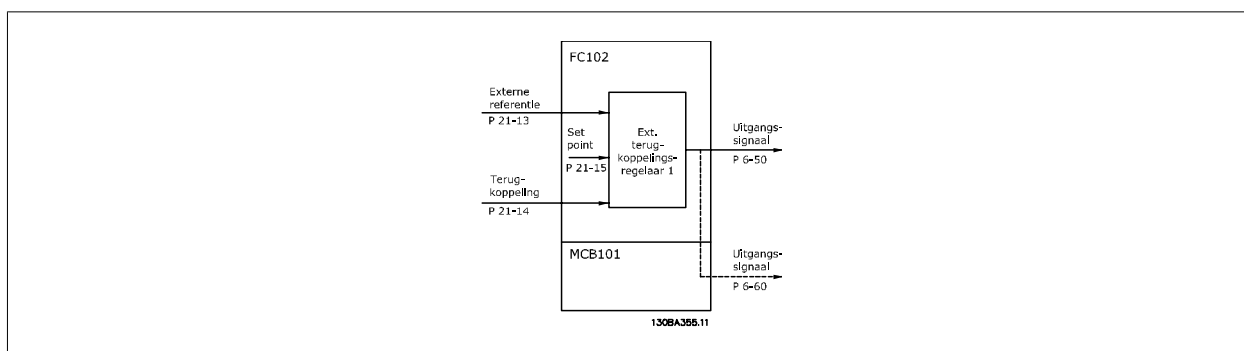 FC102
Externe
referentie
P 21-13
Set
point
P 21-15
Terug-
koppeling
P 21-14
Ext.
terug-
koppelings-
regelaar 1
Uitgangs-
signaal
P 6-50
MCB101
Uitgangs-
signaal
P 6-60
130BA355.11